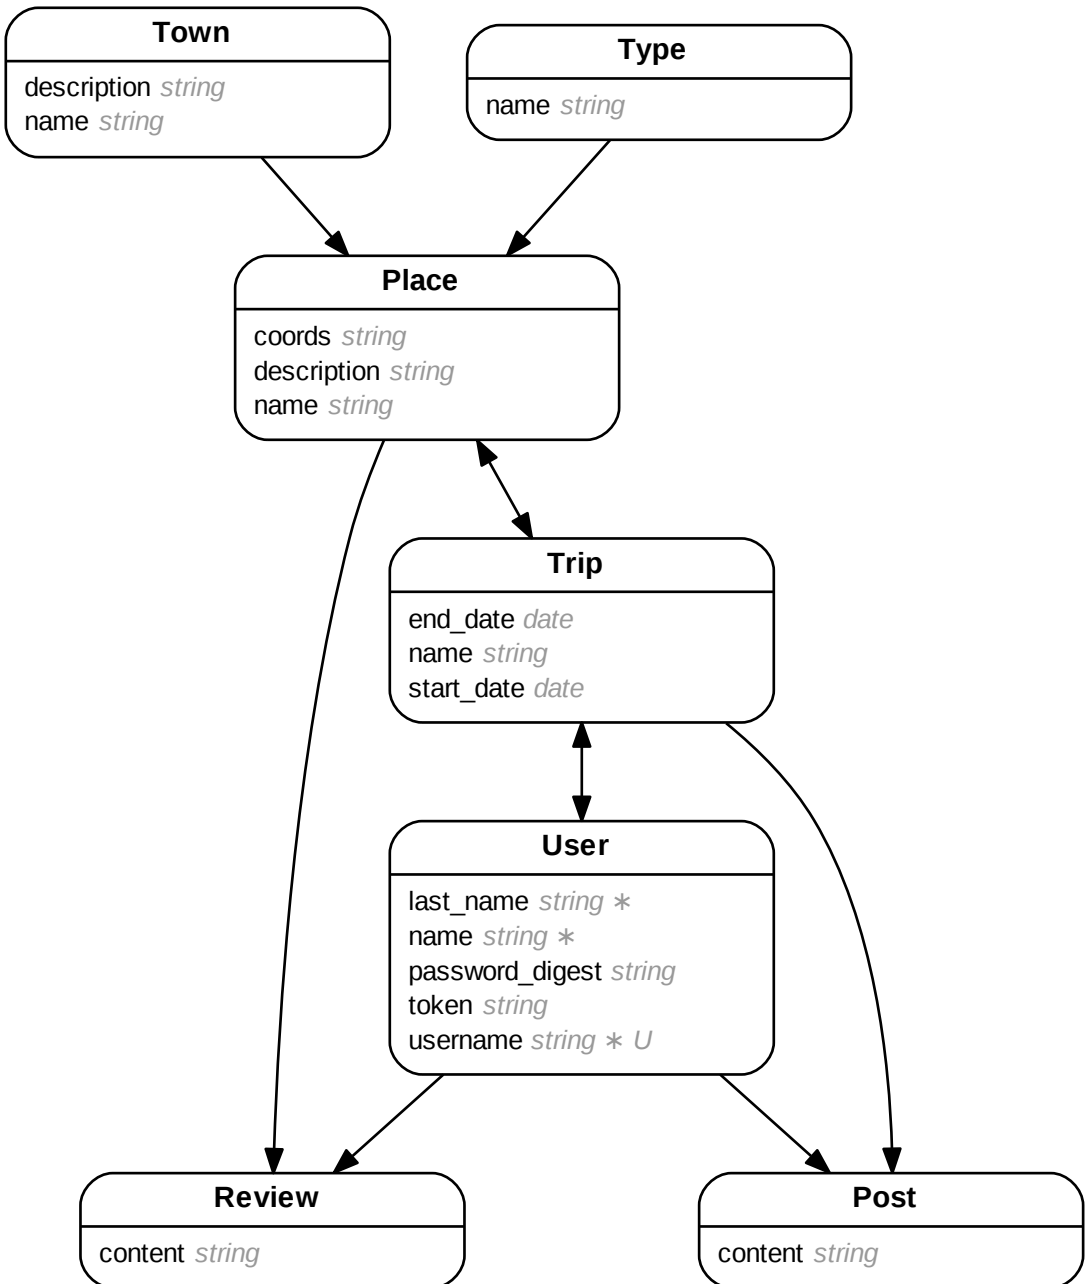 Town
description string
name string
Type
name string
Place
coords string
description string
name string
Trip
end_date date
name string
start_date date
User
last_name string ∗
name string ∗
password_digest string
token string
username string ∗ U
Review
content string
Post
content string